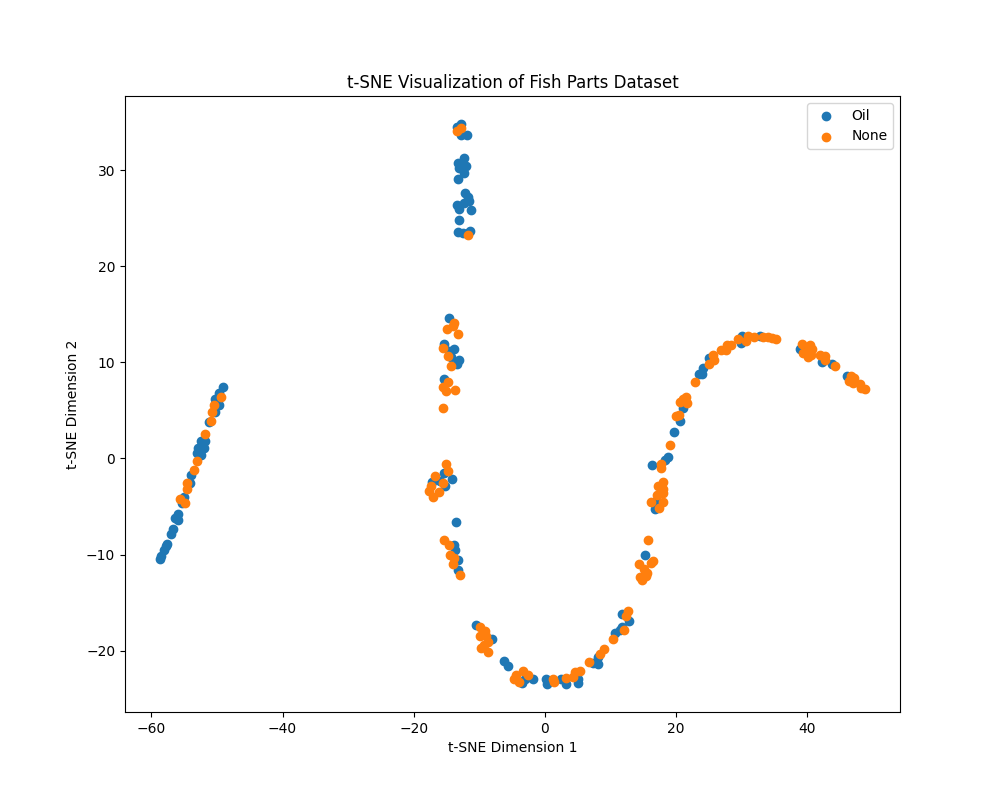 t-SNE Visualization of Fish Parts Dataset
Oil
None
30
20
10
0
−10
−20
t-SNE Dimension 2
−60 −40 −20 0 20 40
t-SNE Dimension 1